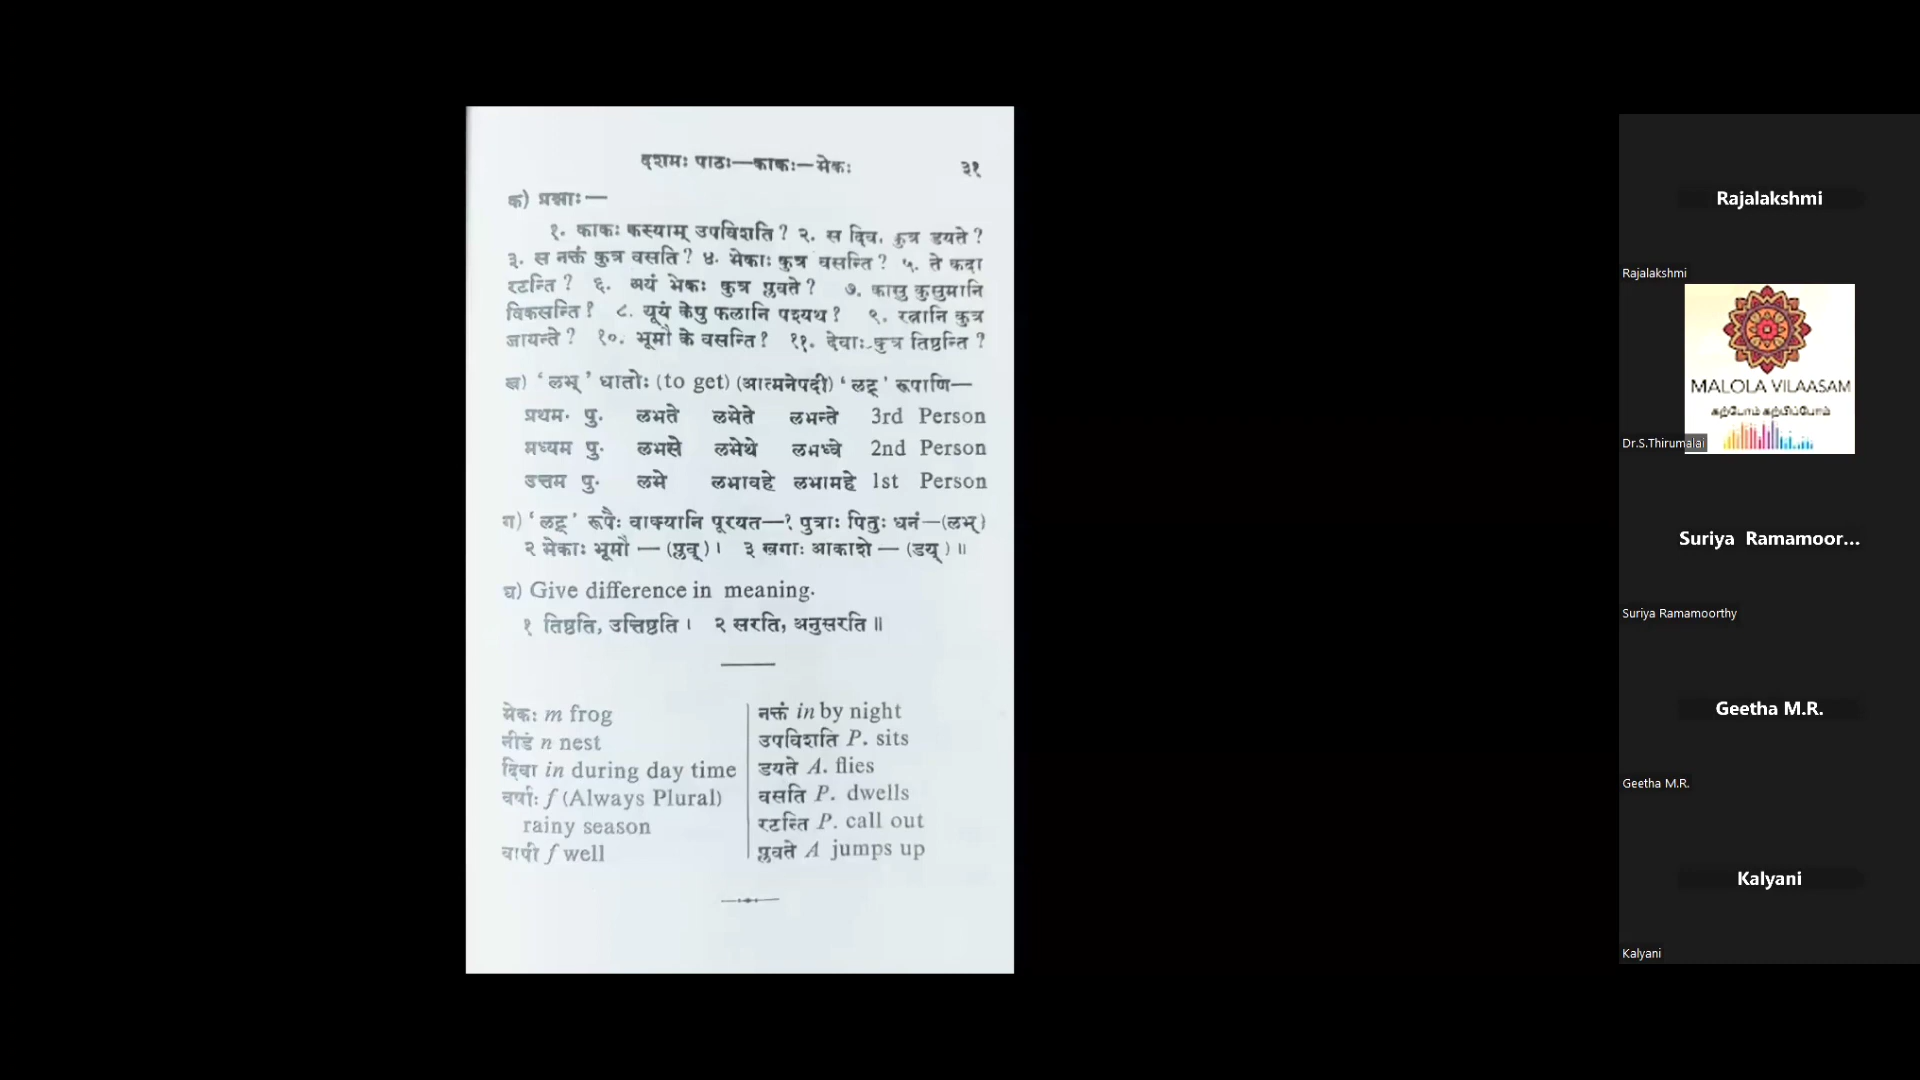 दशमः पाठः—काकः—भेकः ३१
क) प्रश्नाः—
१. काकः कस्याम् उपविशति ? २. स दिवा कुत्र डयते ?
३. स नक्तं कुत्र वसति ? ४. भेकाः कुत्र वसन्ति ? ५. ते कदा
रटन्ति ? ६. अयं भेकः कुत्र प्लवते ? ७. कासु कुसुमानि
विकसन्ति ? ८. यूयं केषु फलानि पश्यथ ? ९. रत्नानि कुत्र
जायन्ते ? १०. भूमौ के वसन्ति ? ११. देवाः कुत्र तिष्ठन्ति ?
ख) ‘लभ्’ धातोः (to get) (आत्मनेपदी) ‘लट्’ रूपाणि—
प्रथम. पु. लभते लभेते लभन्ते 3rd Person
मध्यम पु. लभसे लभेथे लभध्वे 2nd Person
उत्तम पु. लभे लभावहे लभामहे 1st Person
ग) ‘लट्’ रूपैः वाक्यानि पूरयत—१ पुत्राः पितुः धनं—(लभ्)
२ भेकाः भूमौ — (प्लव्) । ३ खगाः आकाशे — (डय्) ॥
घ) Give difference in meaning.
१ तिष्ठति, उत्तिष्ठति । २ सरति, अनुसरति ॥
भेकः m frog
नीडं n nest
दिवा in during day time
वर्षाः f (Always Plural)
rainy season
वापी f well
नक्तं in by night
उपविशति P. sits
डयते A. flies
वसति P. dwells
रटन्ति P. call out
प्लवते A jumps up
Rajalakshmi
Rajalakshmi
MALOLA VILAASAM
கற்போம் கற்பிப்போம்
Dr.S.Thirumalai
Suriya Ramamoor...
Suriya Ramamoorthy
Geetha M.R.
Geetha M.R.
Kalyani
Kalyani